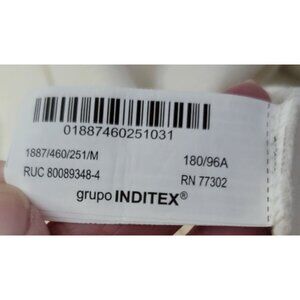 01887460251031
1887/460/251/M 180/96A
RUC 80089348-4 RN 77302
grupo INDITEX®